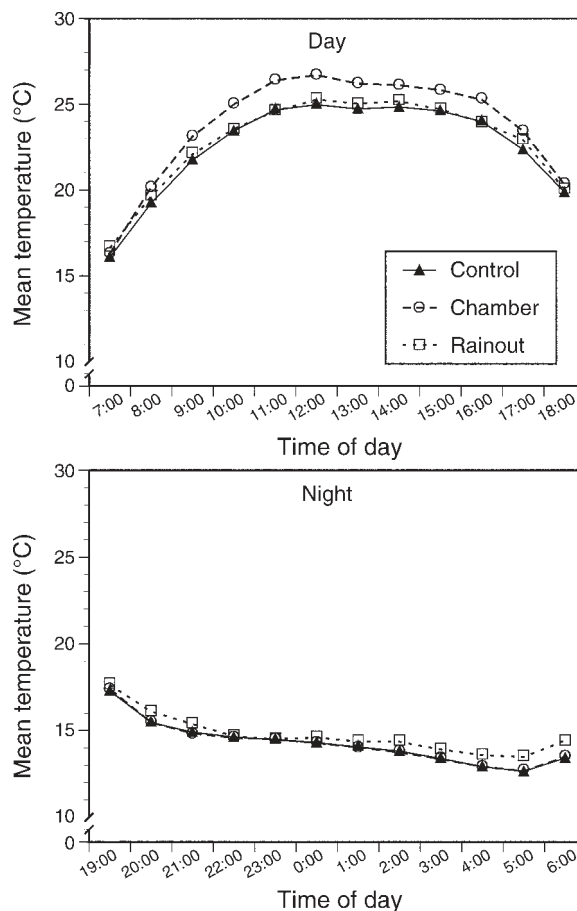 30
Day
25
20
15
10
0
Mean temperature (°C)
Control
Chamber
Rainout
7:00 8:00 9:00 10:00 11:00 12:00 13:00 14:00 15:00 16:00 17:00 18:00
Time of day
30
Night
25
20
15
10
0
Mean temperature (°C)
19:00 20:00 21:00 22:00 23:00 0:00 1:00 2:00 3:00 4:00 5:00 6:00
Time of day